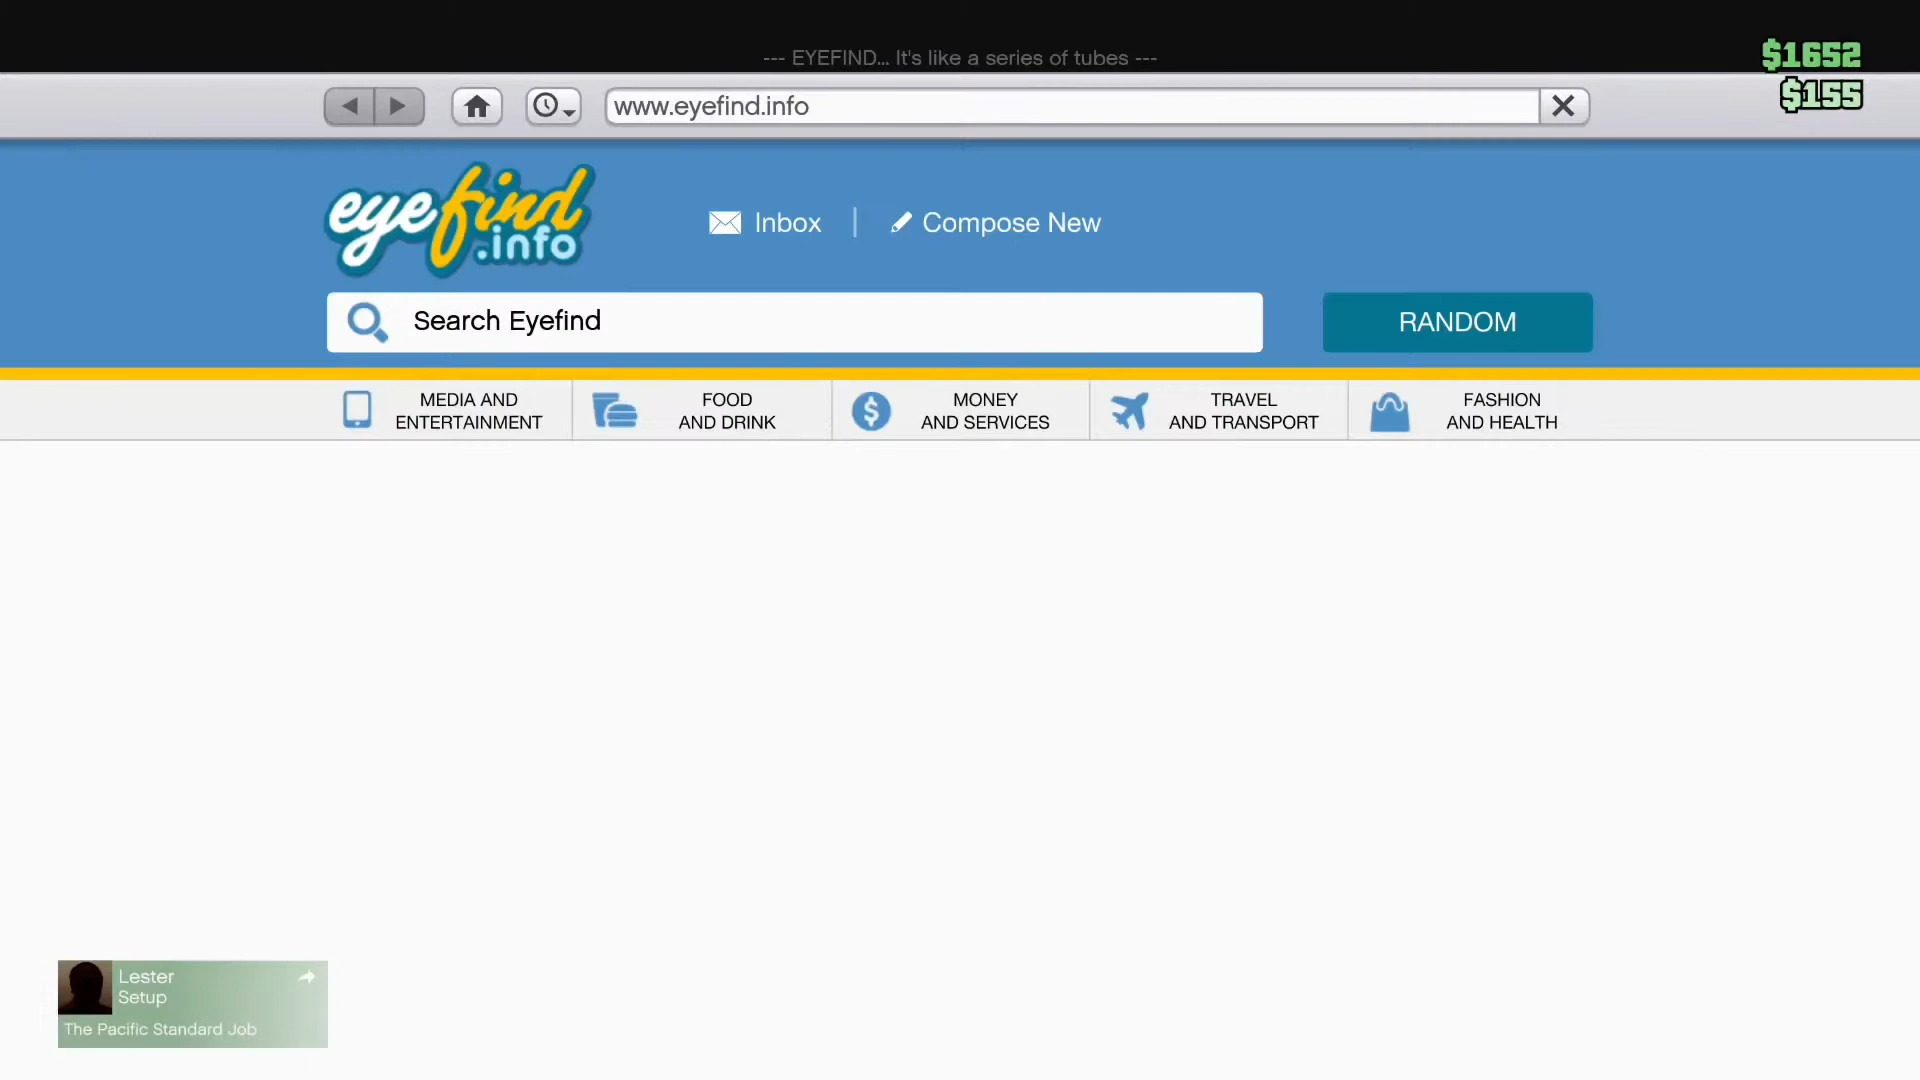 --- EYEFIND... It's like a series of tubes ---
$1652
$155
www.eyefind.info
eyefind
.info
Inbox
Compose New
Search Eyefind
RANDOM
MEDIA AND
ENTERTAINMENT
FOOD
AND DRINK
MONEY
AND SERVICES
TRAVEL
AND TRANSPORT
FASHION
AND HEALTH
Lester
Setup
The Pacific Standard Job